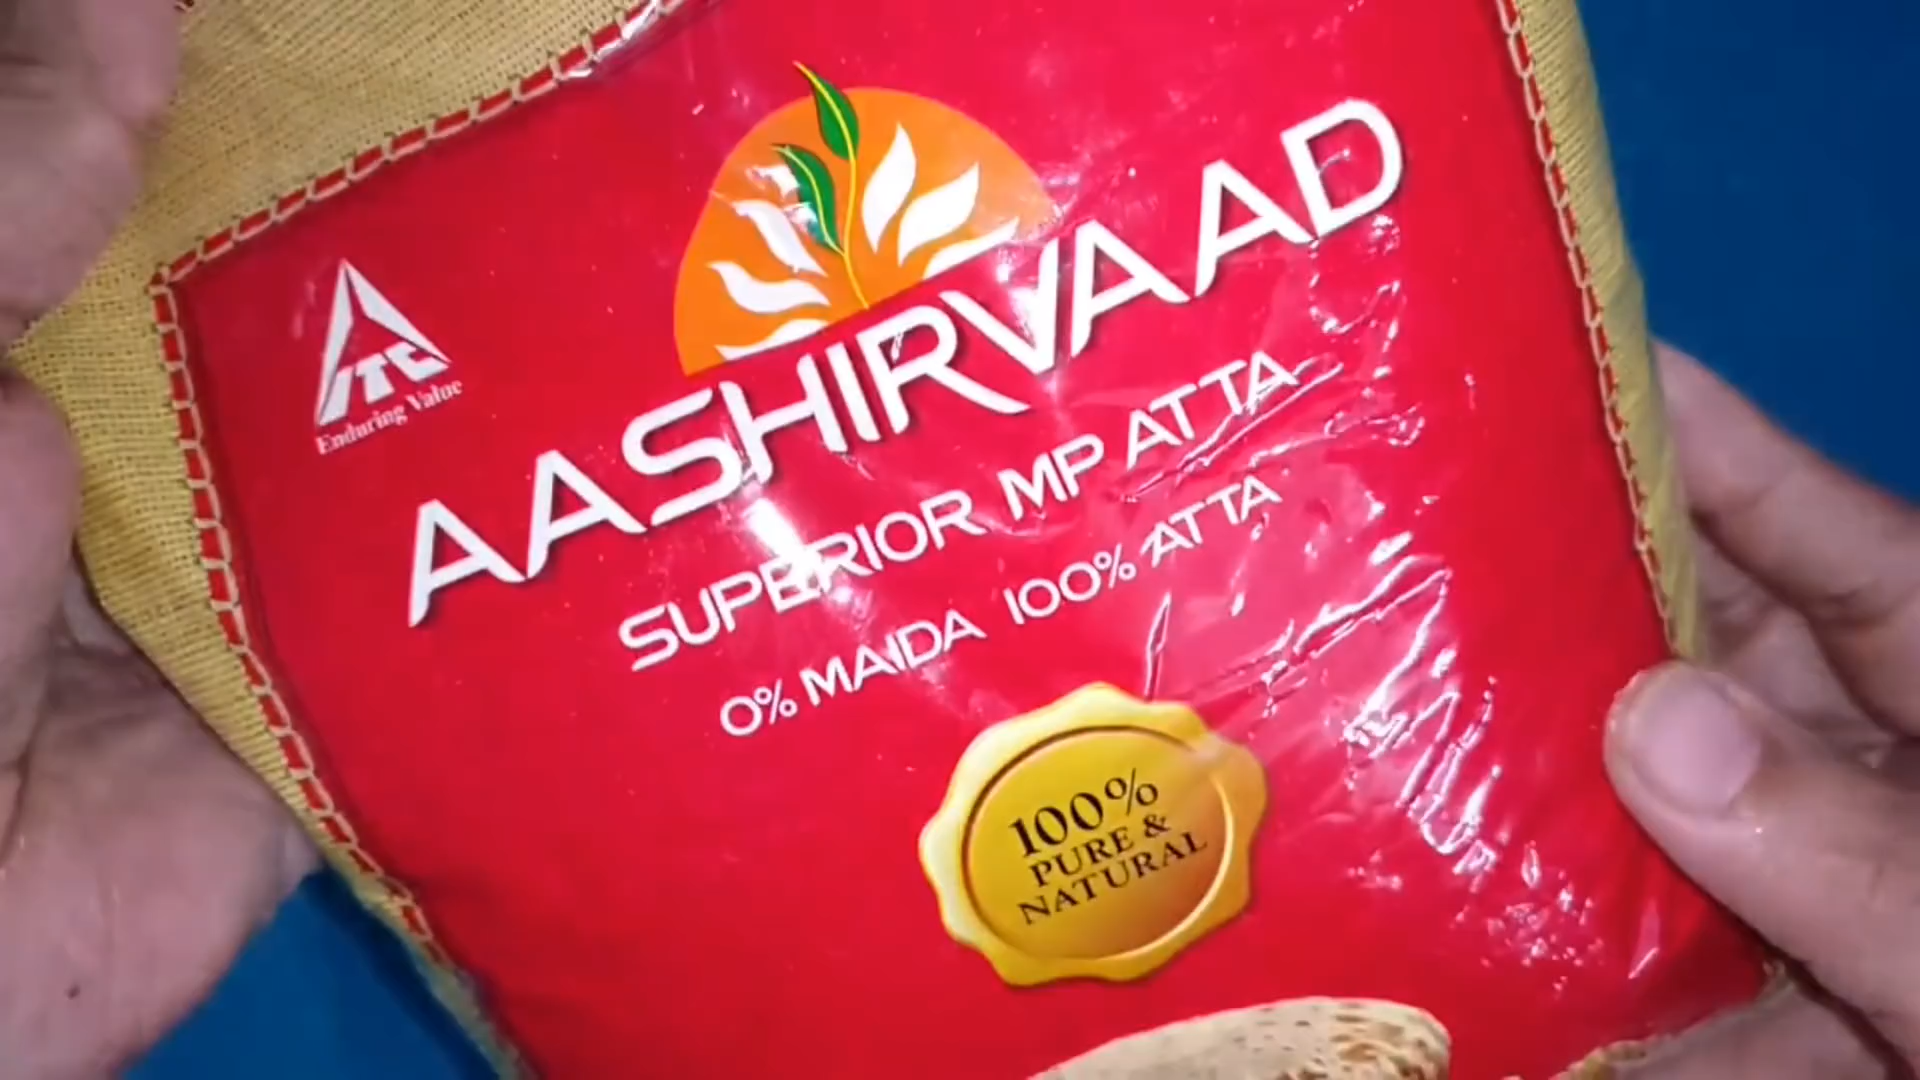 ITC
Enduring Value
AASHIRVAAD
SUPERIOR MP ATTA
0% MAIDA 100% ATTA
100%
PURE &
NATURAL